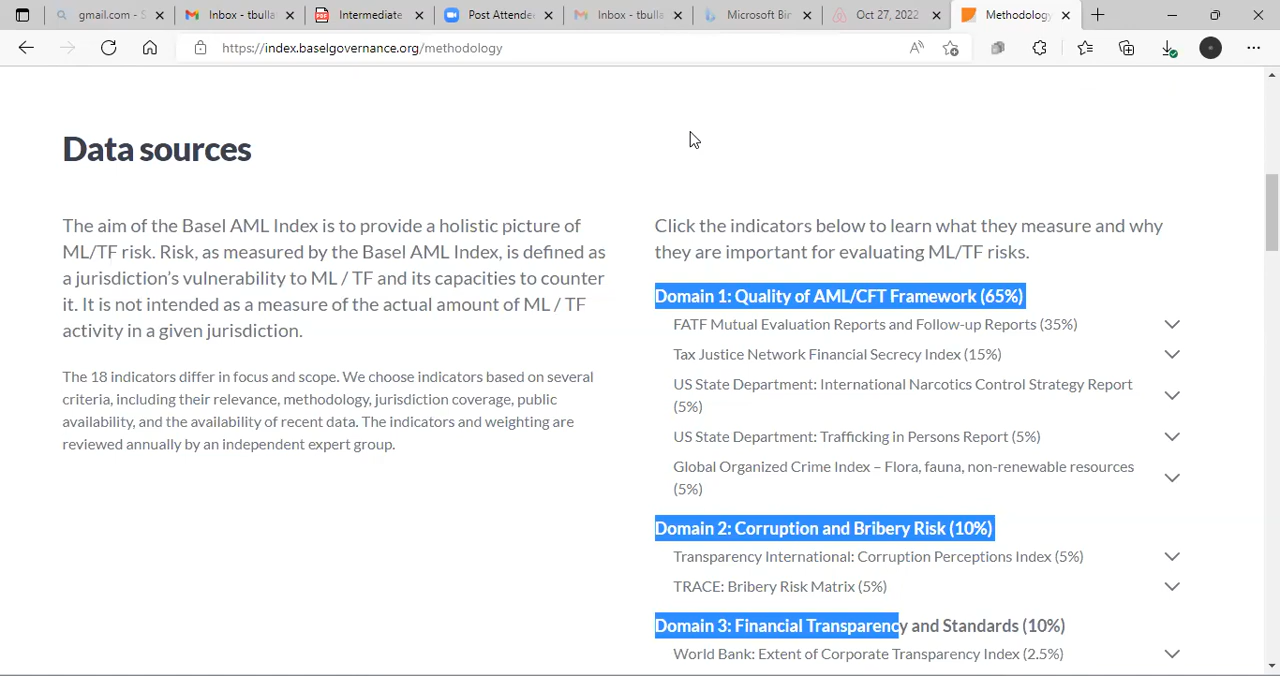 gmail.com - S
Inbox - tbulla
Intermediate
Post Attende
Inbox - tbulla
Microsoft Bin
Oct 27, 2022
Methodology
https://index.baselgovernance.org/methodology
Data sources
The aim of the Basel AML Index is to provide a holistic picture of
ML/TF risk. Risk, as measured by the Basel AML Index, is defined as
a jurisdiction's vulnerability to ML / TF and its capacities to counter
it. It is not intended as a measure of the actual amount of ML / TF
activity in a given jurisdiction.
The 18 indicators differ in focus and scope. We choose indicators based on several
criteria, including their relevance, methodology, jurisdiction coverage, public
availability, and the availability of recent data. The indicators and weighting are
reviewed annually by an independent expert group.
Click the indicators below to learn what they measure and why
they are important for evaluating ML/TF risks.
Domain 1: Quality of AML/CFT Framework (65%)
FATF Mutual Evaluation Reports and Follow-up Reports (35%)
Tax Justice Network Financial Secrecy Index (15%)
US State Department: International Narcotics Control Strategy Report
(5%)
US State Department: Trafficking in Persons Report (5%)
Global Organized Crime Index – Flora, fauna, non-renewable resources
(5%)
Domain 2: Corruption and Bribery Risk (10%)
Transparency International: Corruption Perceptions Index (5%)
TRACE: Bribery Risk Matrix (5%)
Domain 3: Financial Transparency and Standards (10%)
World Bank: Extent of Corporate Transparency Index (2.5%)